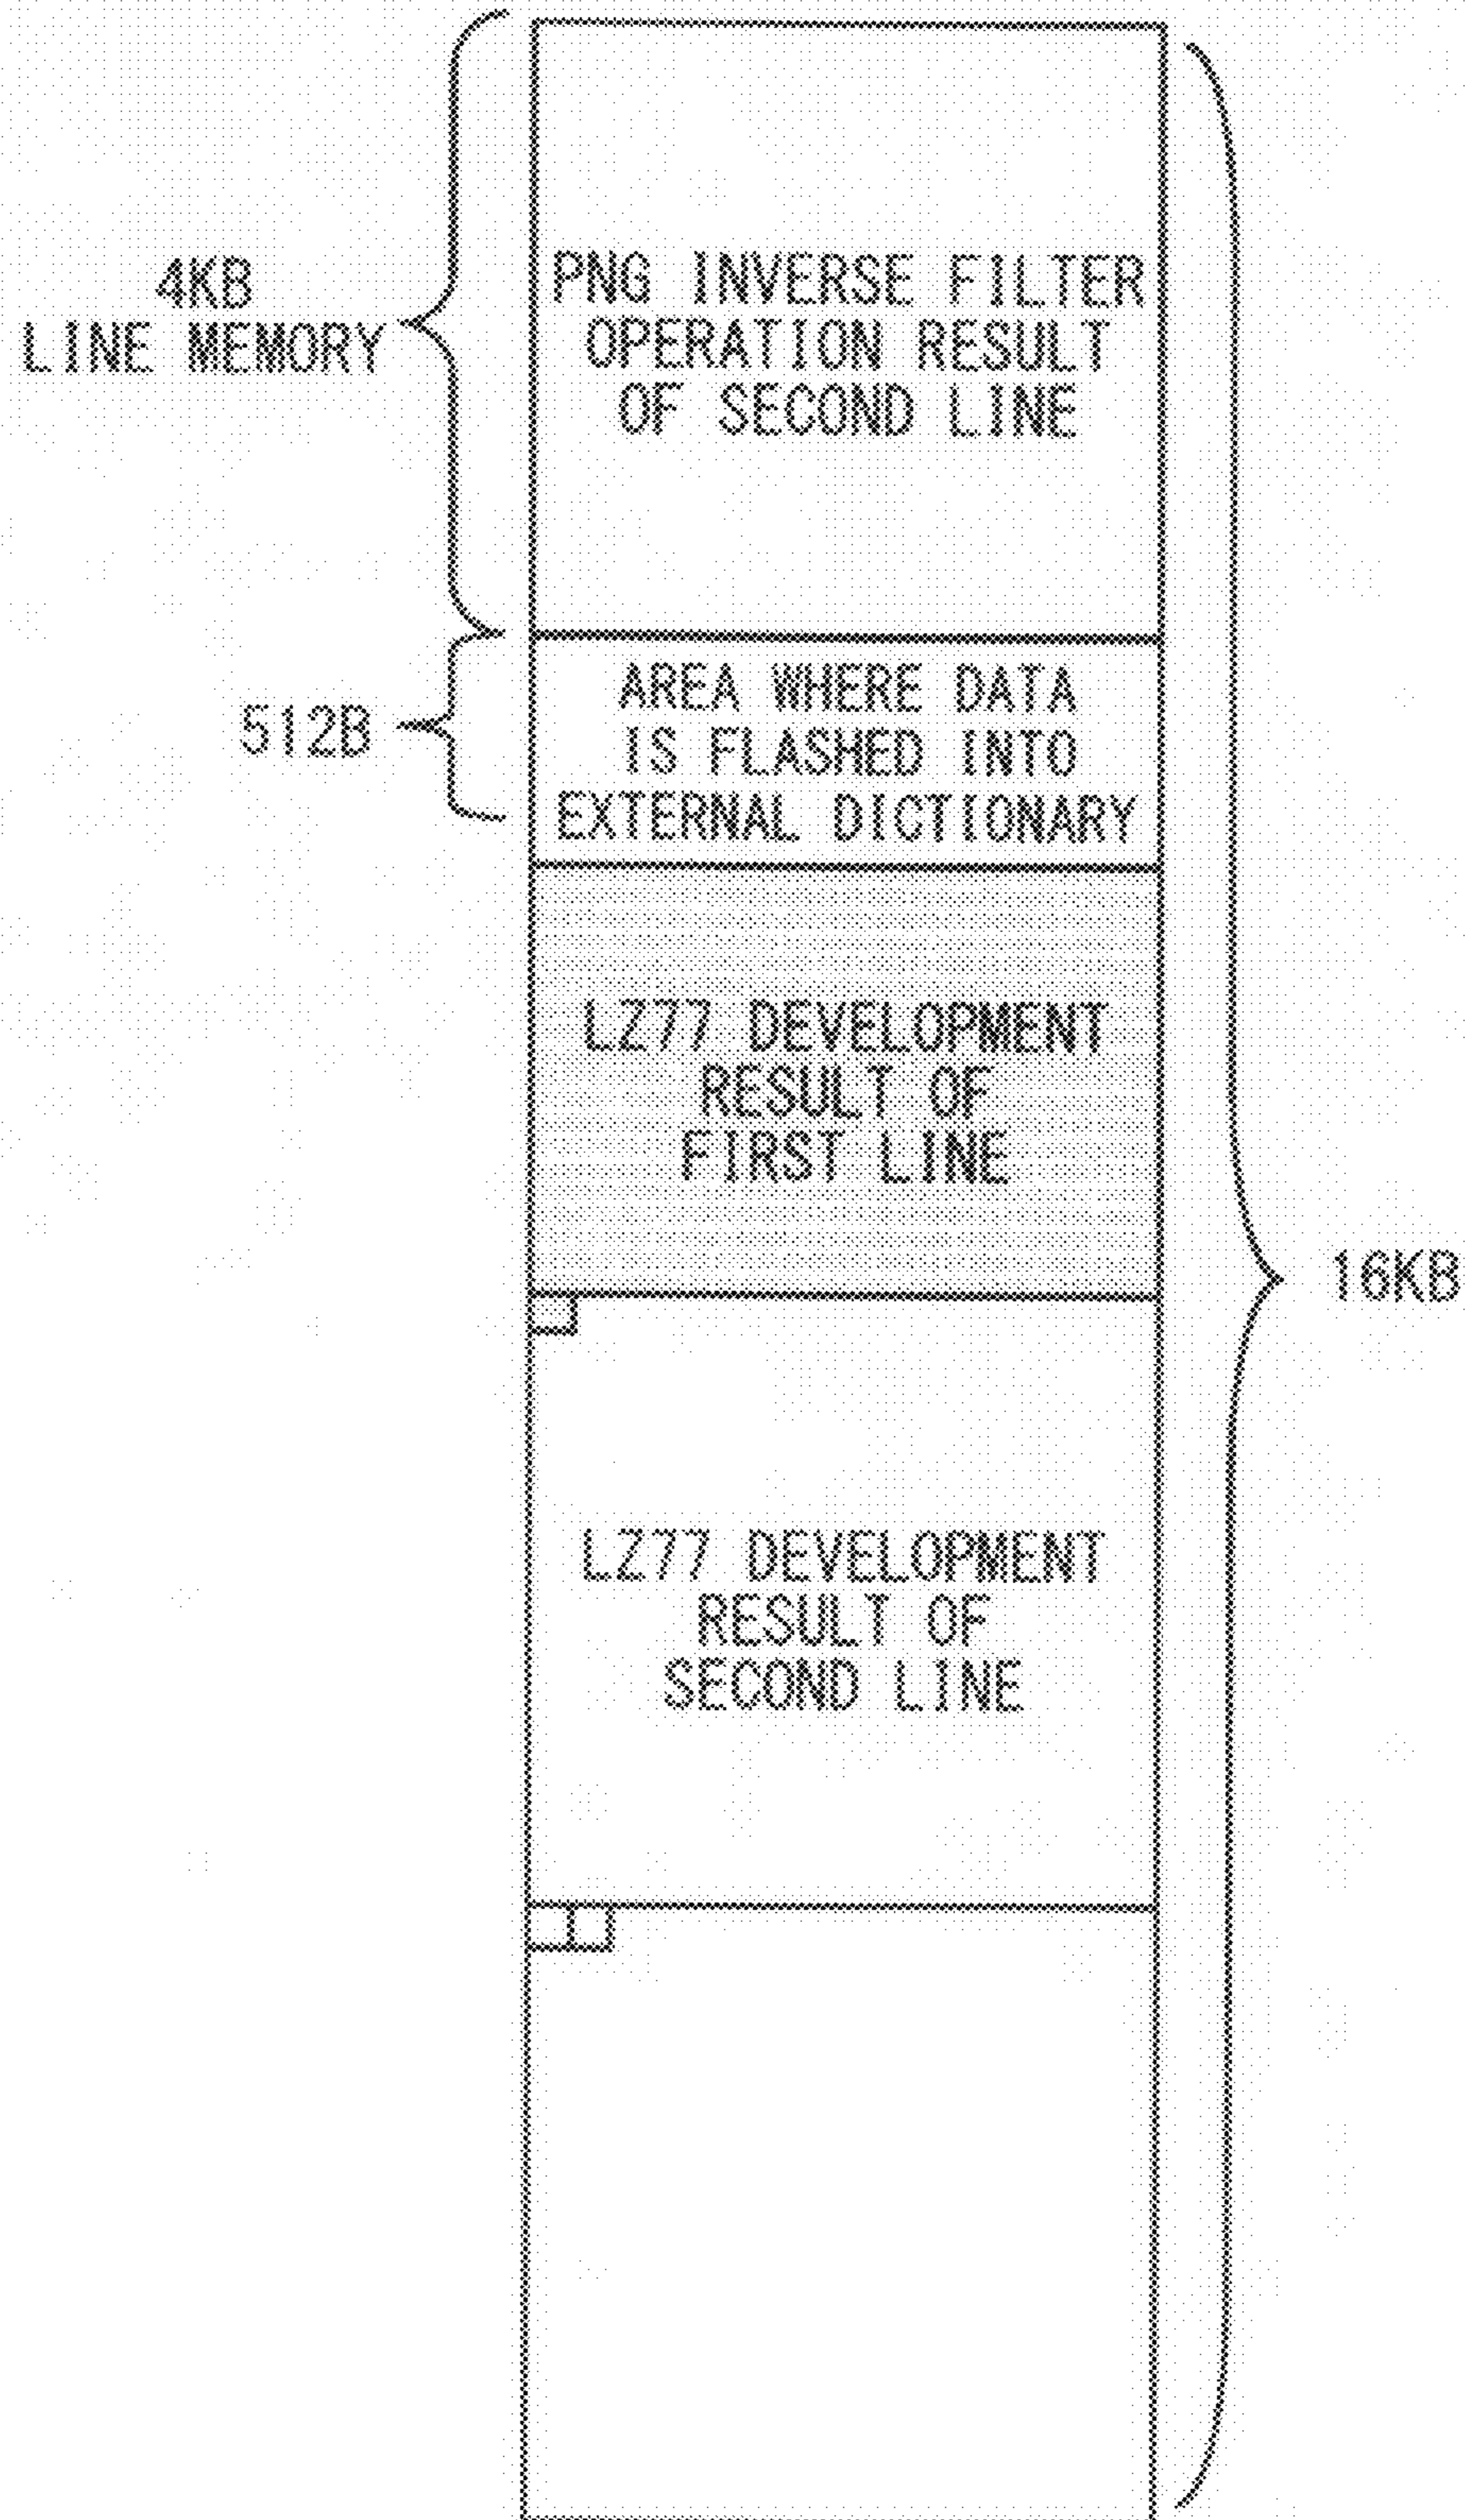 4KB
LINE MEMORY
PNG INVERSE FILTER
OPERATION RESULT
OF SECOND LINE
512B
AREA WHERE DATA
IS FLASHED INTO
EXTERNAL DICTIONARY
LZ77 DEVELOPMENT
RESULT OF
FIRST LINE
16KB
LZ77 DEVELOPMENT
RESULT OF
SECOND LINE